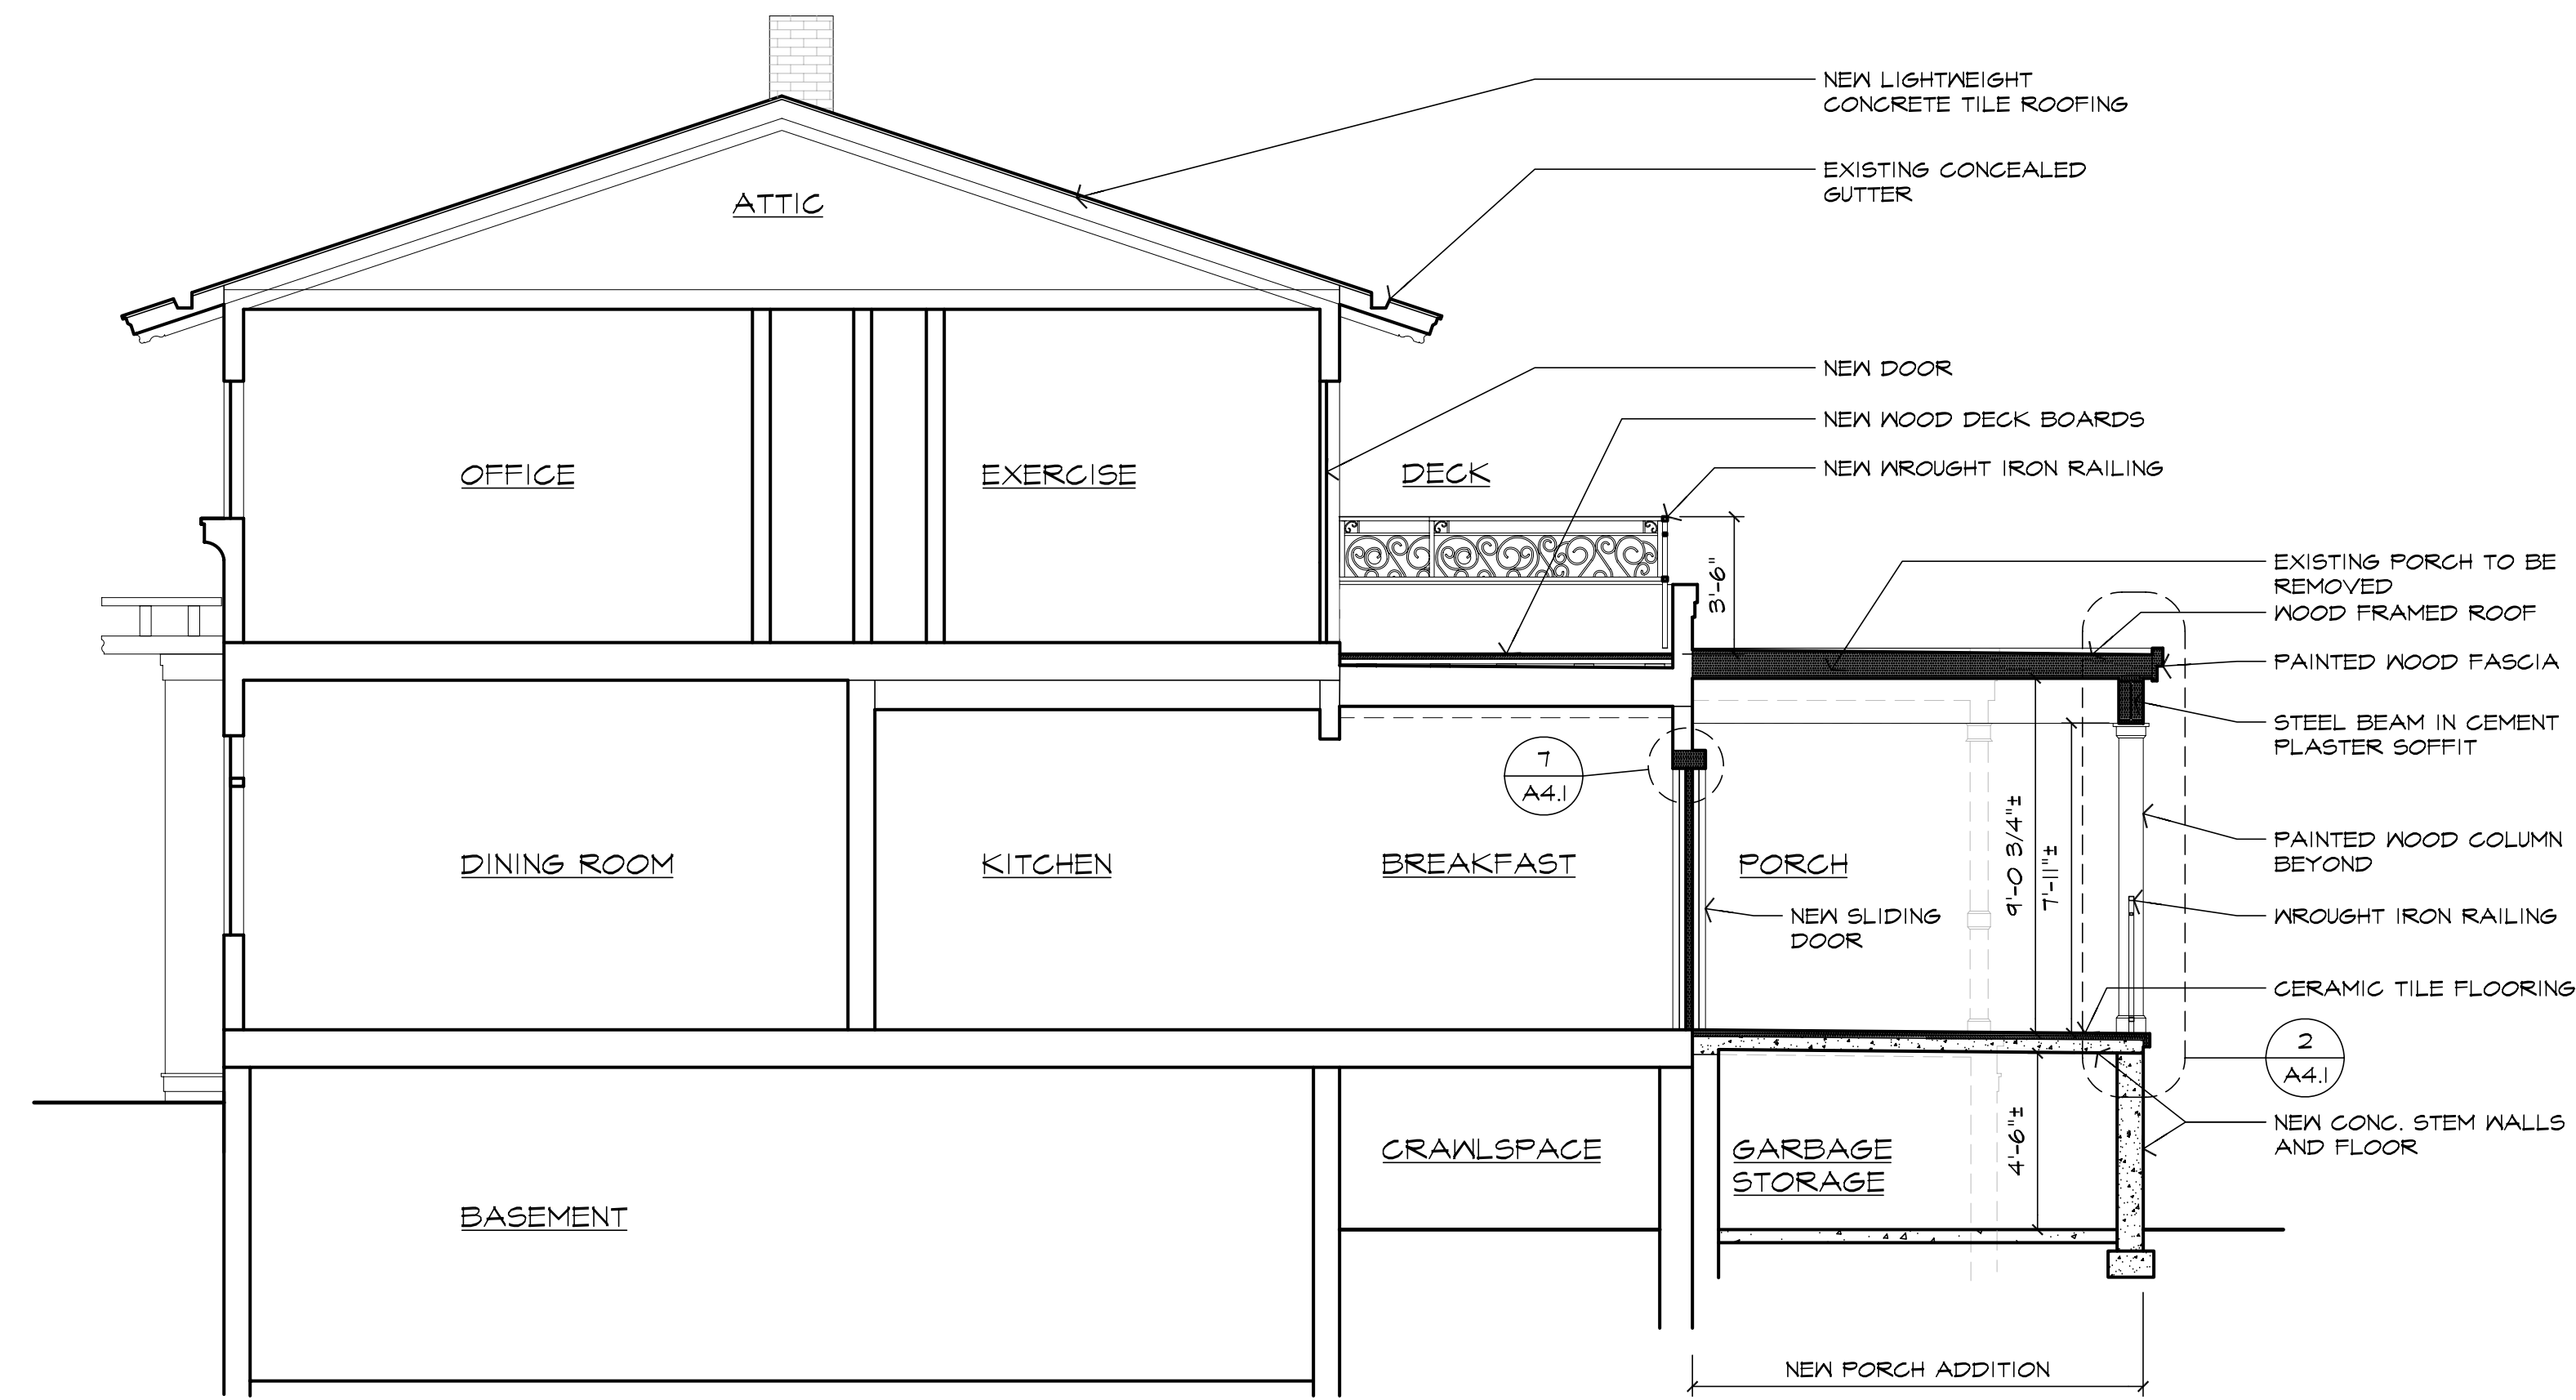 NEW LIGHTWEIGHT
CONCRETE TILE ROOFING
EXISTING CONCEALED
GUTTER
ATTIC
NEW DOOR
NEW WOOD DECK BOARDS
NEW WROUGHT IRON RAILING
OFFICE
EXERCISE
DECK
3'-6"
EXISTING PORCH TO BE
REMOVED
WOOD FRAMED ROOF
PAINTED WOOD FASCIA
STEEL BEAM IN CEMENT
PLASTER SOFFIT
7
A4.1
DINING ROOM
KITCHEN
BREAKFAST
PORCH
9'-0 3/4"±
7'-11"±
PAINTED WOOD COLUMN
BEYOND
NEW SLIDING
DOOR
WROUGHT IRON RAILING
CERAMIC TILE FLOORING
2
A4.1
NEW CONC. STEM WALLS
AND FLOOR
CRAWLSPACE
GARBAGE
STORAGE
4'-6"±
BASEMENT
NEW PORCH ADDITION